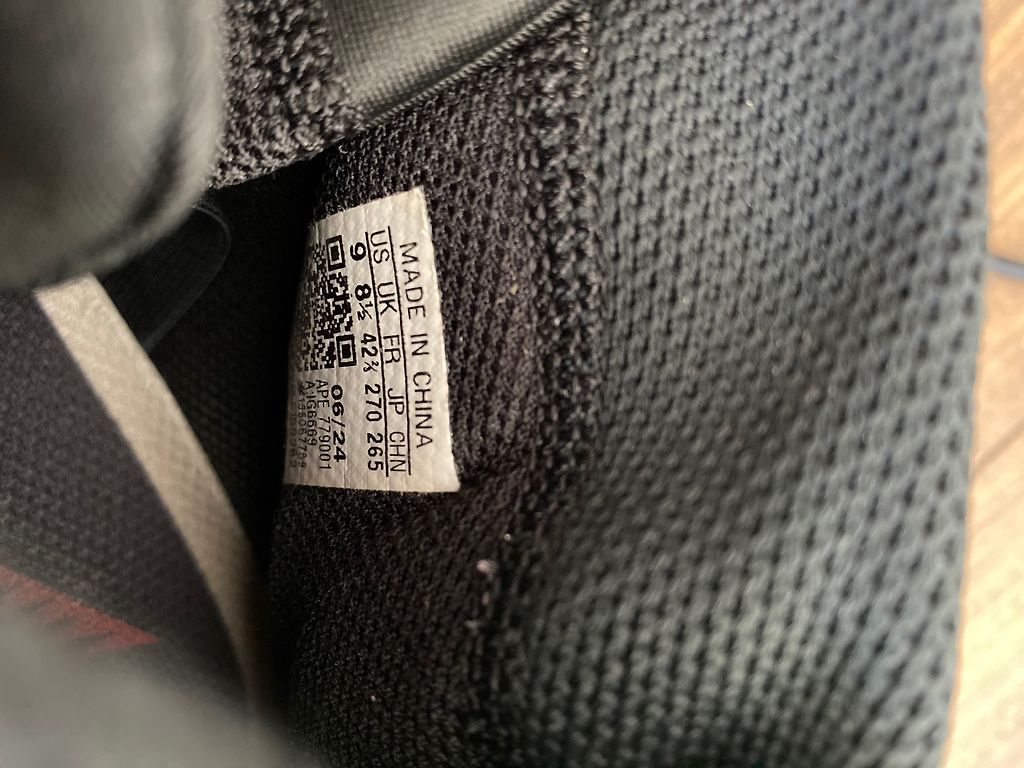 MADE IN CHINA
US UK FR JP CHN
9 8½ 42⅔ 270 265
06/24
APE 779001